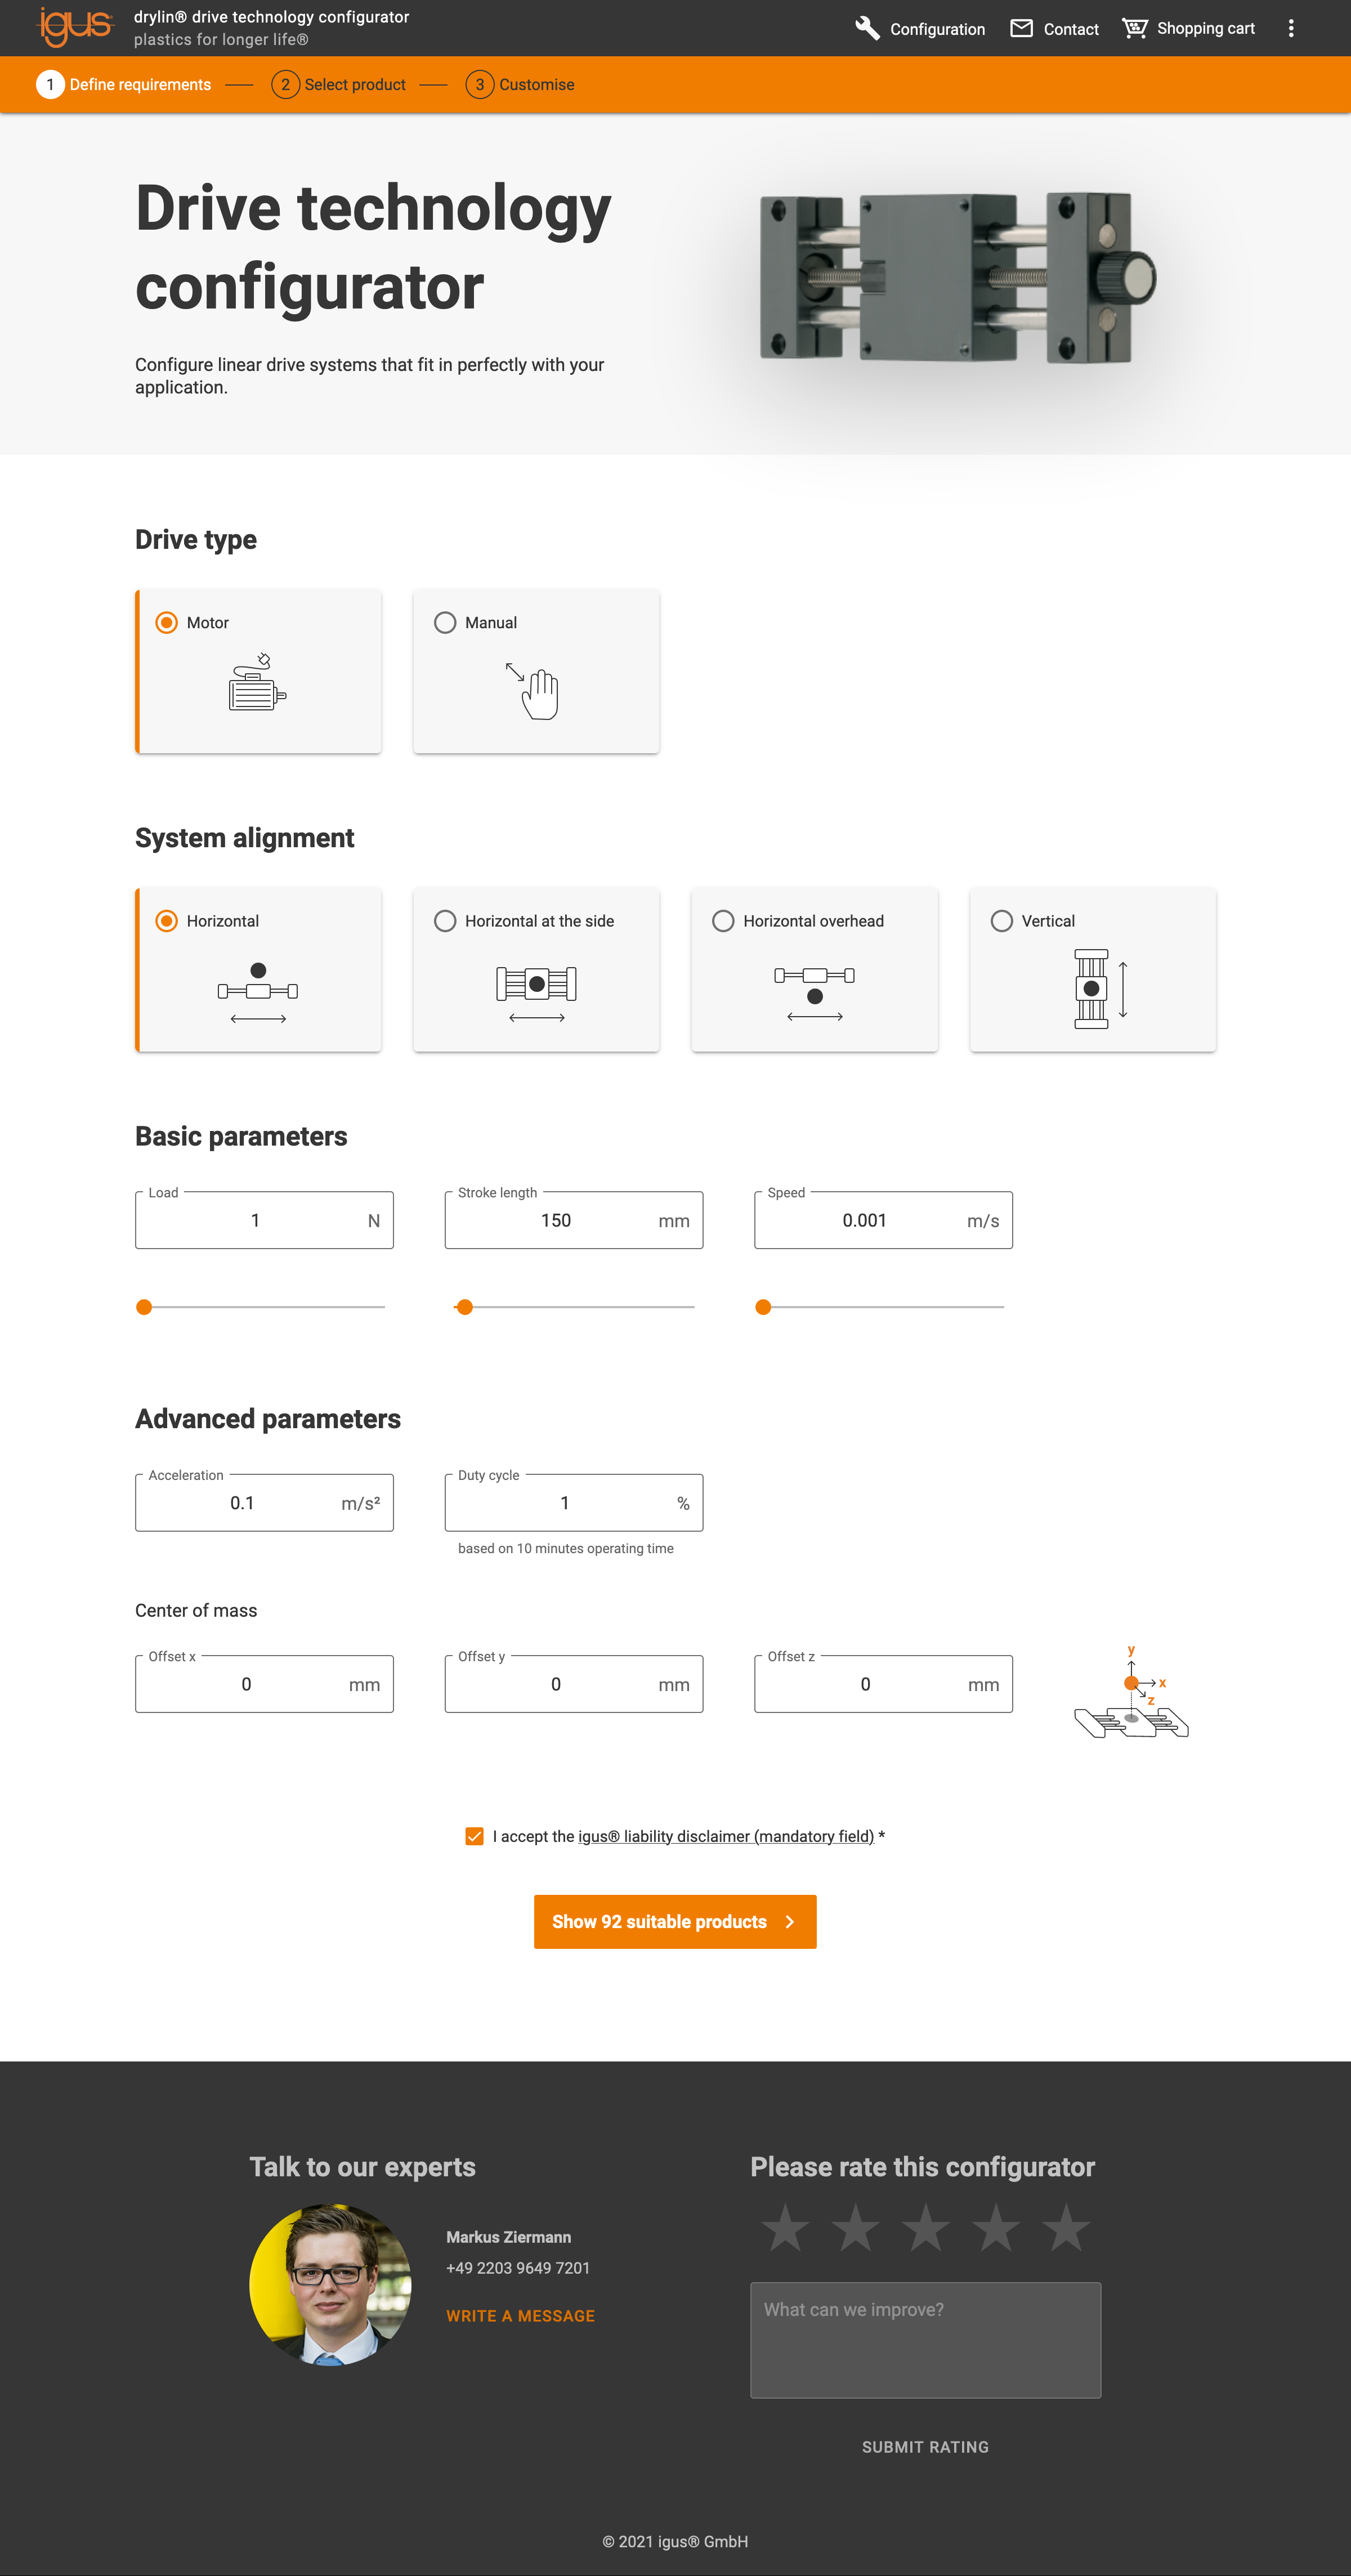 igus®
drylin® drive technology configurator
plastics for longer life®
Configuration
Contact
Shopping cart
1 Define requirements
2 Select product
3 Customise
Drive technology
configurator
Configure linear drive systems that fit in perfectly with your
application.
Drive type
Motor
Manual
System alignment
Horizontal
Horizontal at the side
Horizontal overhead
Vertical
Basic parameters
Load
1 N
Stroke length
150 mm
Speed
0.001 m/s
Advanced parameters
Acceleration
0.1 m/s²
Duty cycle
1 %
based on 10 minutes operating time
Center of mass
Offset x
0 mm
Offset y
0 mm
Offset z
0 mm
y
x
z
I accept the igus® liability disclaimer (mandatory field) *
Show 92 suitable products
Talk to our experts
Markus Ziermann
+49 2203 9649 7201
WRITE A MESSAGE
Please rate this configurator
What can we improve?
SUBMIT RATING
© 2021 igus® GmbH